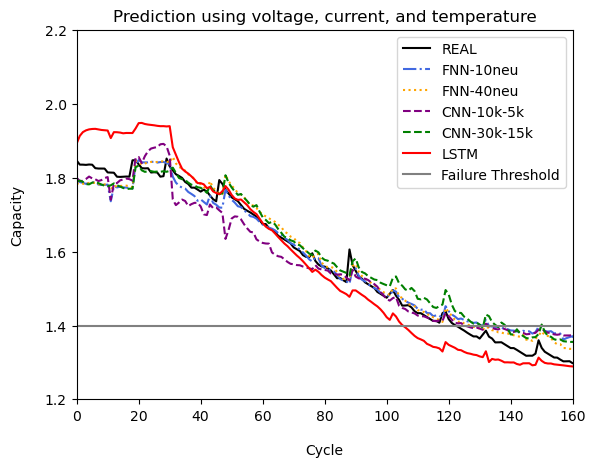 Prediction using voltage, current, and temperature
2.2
2.0
1.8
1.6
1.4
1.2
Capacity
REAL
FNN-10neu
FNN-40neu
CNN-10k-5k
CNN-30k-15k
LSTM
Failure Threshold
0 20 40 60 80 100 120 140 160
Cycle